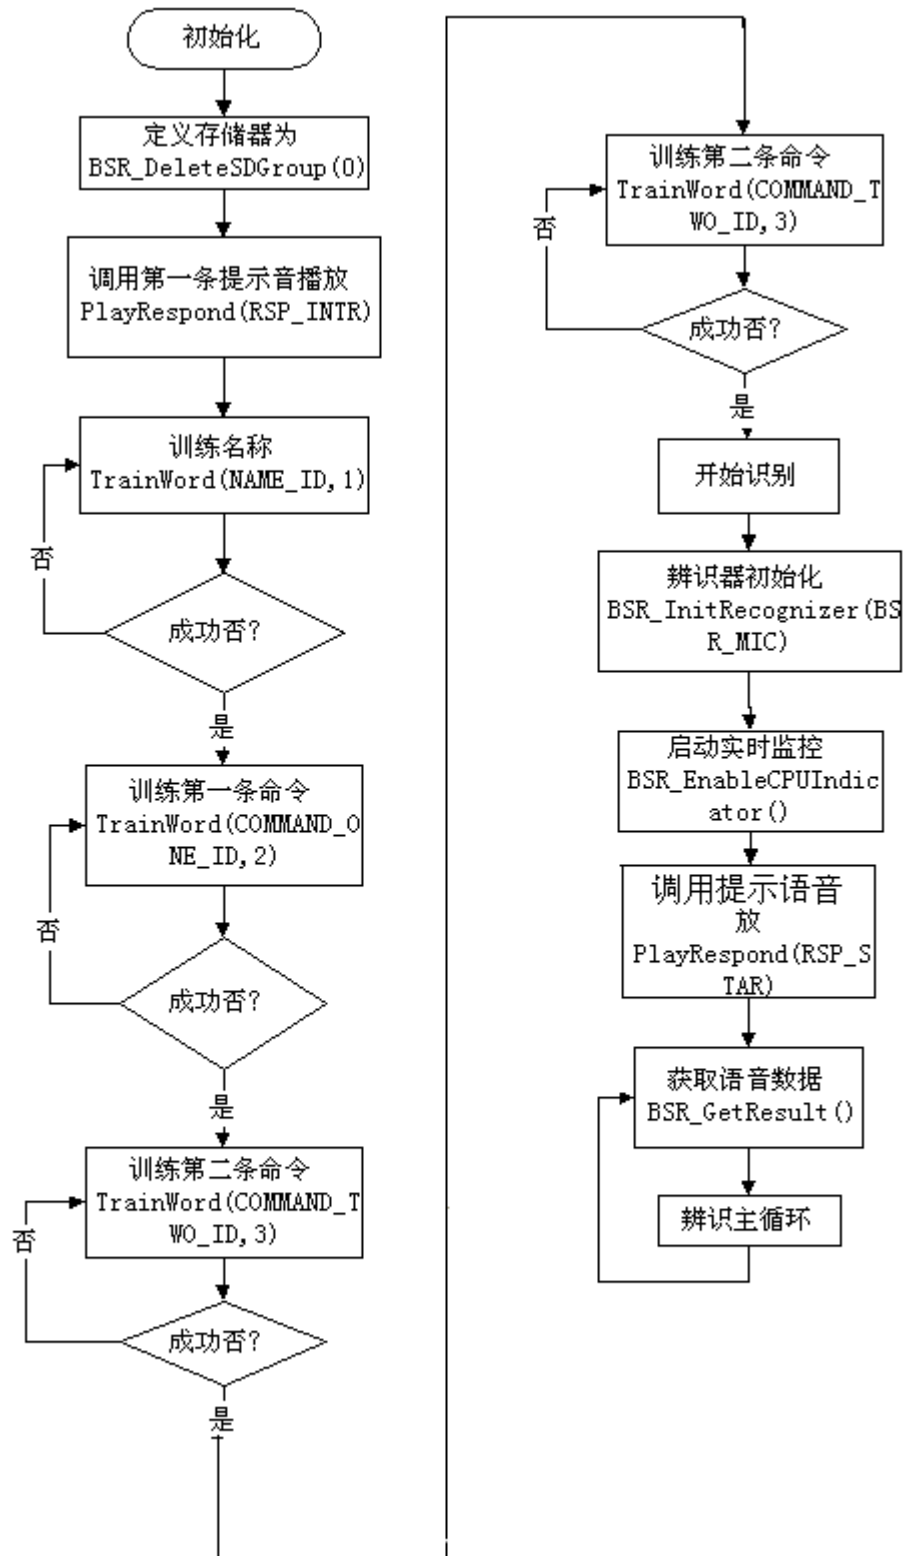 初始化
定义存储器为
BSR_DeleteSDGroup(0)
调用第一条提示音播放
PlayRespond(RSP_INTR)
训练名称
TrainWord(NAME_ID,1)
否
成功否?
是
训练第一条命令
TrainWord(COMMAND_O
NE_ID,2)
否
成功否?
是
训练第二条命令
TrainWord(COMMAND_T
WO_ID,3)
否
成功否?
是
训练第二条命令
TrainWord(COMMAND_T
WO_ID,3)
否
成功否?
是
开始识别
辨识器初始化
BSR_InitRecognizer(BS
R_MIC)
启动实时监控
BSR_EnableCPUIndic
ator()
调用提示语音
放
PlayRespond(RSP_S
TAR)
获取语音数据
BSR_GetResult()
辨识主循环